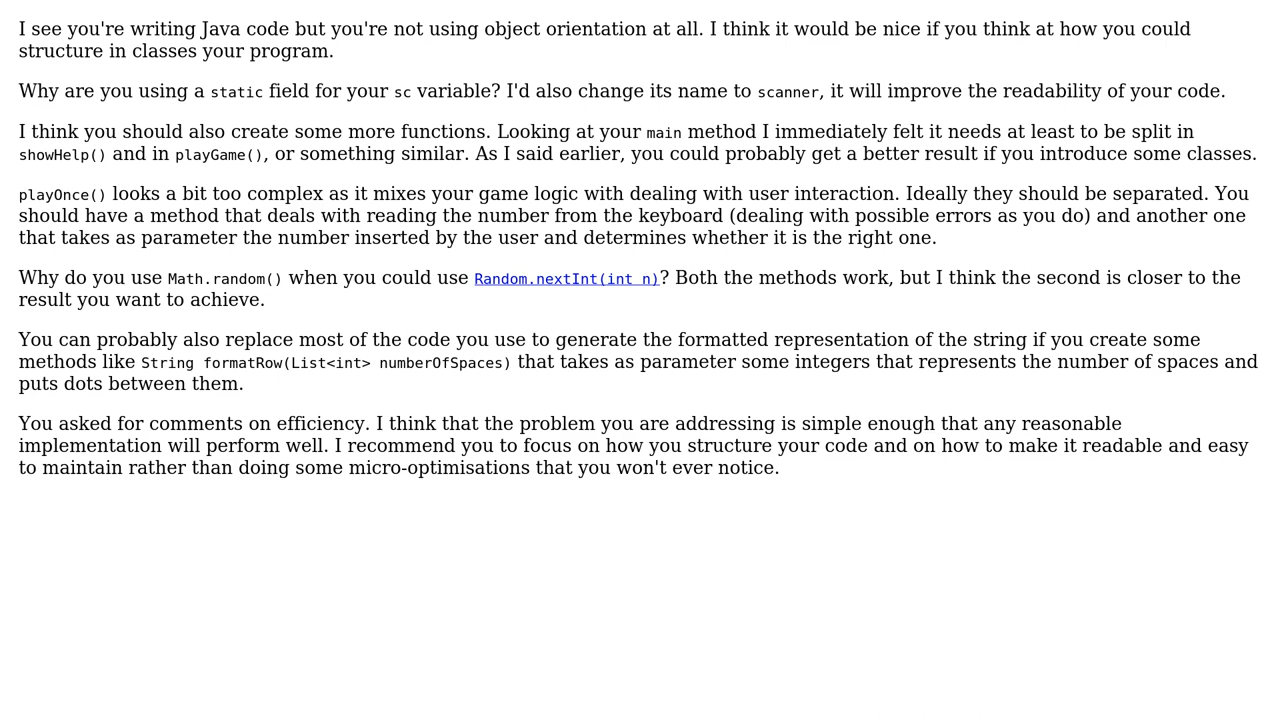 I see you're writing Java code but you're not using object orientation at all. I think it would be nice if you think at how you could
structure in classes your program.
Why are you using a static field for your sc variable? I'd also change its name to scanner, it will improve the readability of your code.
I think you should also create some more functions. Looking at your main method I immediately felt it needs at least to be split in
showHelp() and in playGame(), or something similar. As I said earlier, you could probably get a better result if you introduce some classes.
playOnce() looks a bit too complex as it mixes your game logic with dealing with user interaction. Ideally they should be separated. You
should have a method that deals with reading the number from the keyboard (dealing with possible errors as you do) and another one
that takes as parameter the number inserted by the user and determines whether it is the right one.
Why do you use Math.random() when you could use Random.nextInt(int n)? Both the methods work, but I think the second is closer to the
result you want to achieve.
You can probably also replace most of the code you use to generate the formatted representation of the string if you create some
methods like String formatRow(List<int> numberOfSpaces) that takes as parameter some integers that represents the number of spaces and
puts dots between them.
You asked for comments on efficiency. I think that the problem you are addressing is simple enough that any reasonable
implementation will perform well. I recommend you to focus on how you structure your code and on how to make it readable and easy
to maintain rather than doing some micro-optimisations that you won't ever notice.